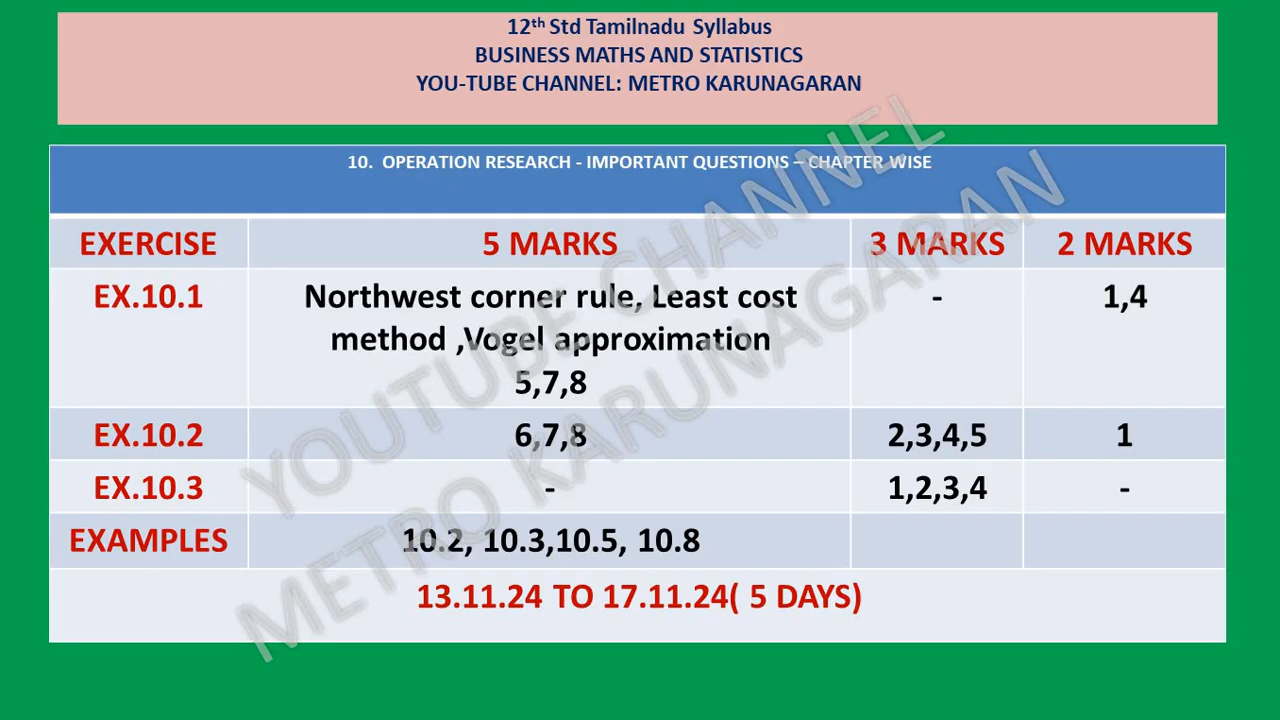 12th Std Tamilnadu Syllabus
BUSINESS MATHS AND STATISTICS
YOU-TUBE CHANNEL: METRO KARUNAGARAN
10. OPERATION RESEARCH - IMPORTANT QUESTIONS – CHAPTER WISE
EXERCISE 5 MARKS 3 MARKS 2 MARKS
EX.10.1 Northwest corner rule, Least cost - 1,4
method ,Vogel approximation
5,7,8
EX.10.2 6,7,8 2,3,4,5 1
EX.10.3 - 1,2,3,4 -
EXAMPLES 10.2, 10.3,10.5, 10.8
13.11.24 TO 17.11.24( 5 DAYS)
YOUTUBE CHANNEL
METRO KARUNAGARAN